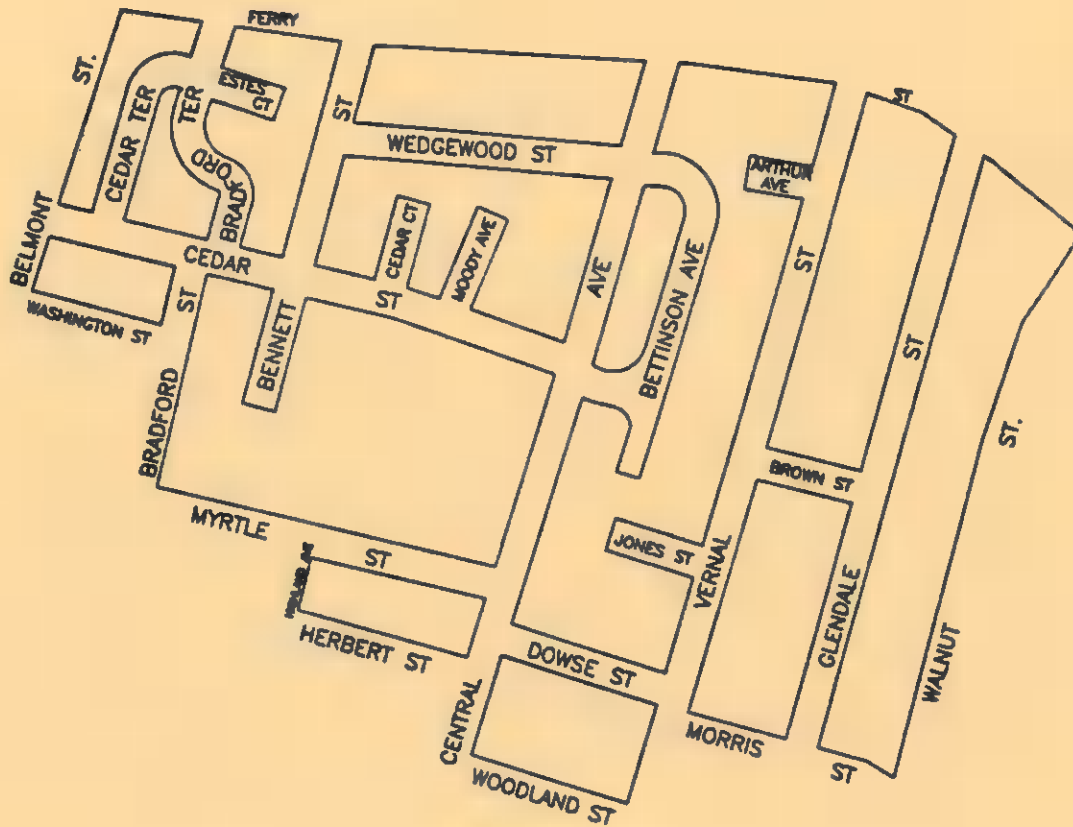 FERRY
ST.
ST
CEDAR TER
TER
ESTES
CT
ST
WEDGEWOOD ST
BRADFORD
ARTHUR
AVE
BELMONT
CEDAR
CEDAR CT
MOODY AVE
AVE
ST
ST
ST
WASHINGTON ST
ST
BENNETT
BETTINSON AVE
BRADFORD
ST.
BROWN ST
MYRTLE
ST
JONES ST
VERNAL
HERBERT ST
DOWSE ST
GLENDALE
WALNUT
CENTRAL
MORRIS
ST
WOODLAND ST